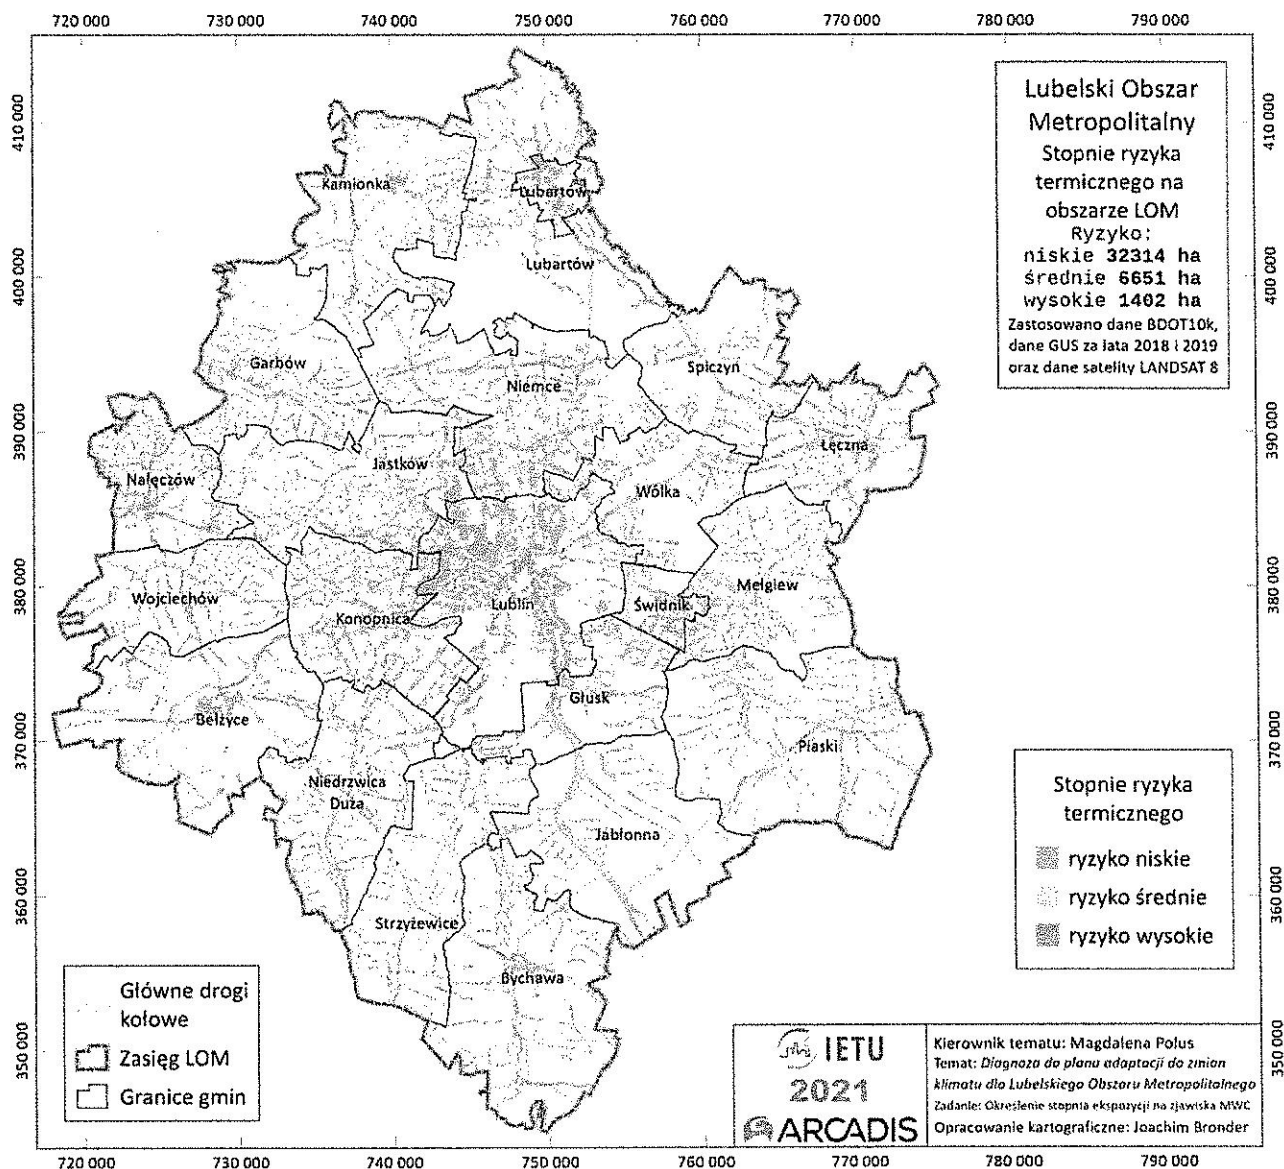 720 000 730 000 740 000 750 000 760 000 770 000 780 000 790 000
410 000
400 000
390 000
380 000
370 000
360 000
350 000
Lubelski Obszar
Metropolitalny
Stopnie ryzyka
termicznego na
obszarze LOM
Ryzyko:
niskie 32314 ha
średnie 6651 ha
wysokie 1402 ha
Zastosowano dane BDOT10k,
dane GUS za lata 2018 i 2019
oraz dane satelity LANDSAT 8
410 000
400 000
390 000
380 000
370 000
360 000
350 000
Kamionka
Lubartów
Lubartów
Garbów
Niemce
Spiczyn
Łęczna
Jastków
Nałęczów
Wólka
Wojciechów
Konopnica
Lublin
Świdnik
Mełgiew
Bełżyce
Głusk
Piaski
Niedrzwica
Duża
Jabłonna
Strzyżewice
Bychawa
Stopnie ryzyka
termicznego
ryzyko niskie
ryzyko średnie
ryzyko wysokie
Główne drogi
kołowe
Zasięg LOM
Granice gmin
IETU
2021
ARCADIS
Kierownik tematu: Magdalena Polus
Temat: Diagnoza do planu adaptacji do zmian
klimatu dla Lubelskiego Obszaru Metropolitalnego
Zadanie: Określenie stopnia ekspozycji na zjawiska MWC
Opracowanie kartograficzne: Joachim Bronder
720 000 730 000 740 000 750 000 760 000 770 000 780 000 790 000